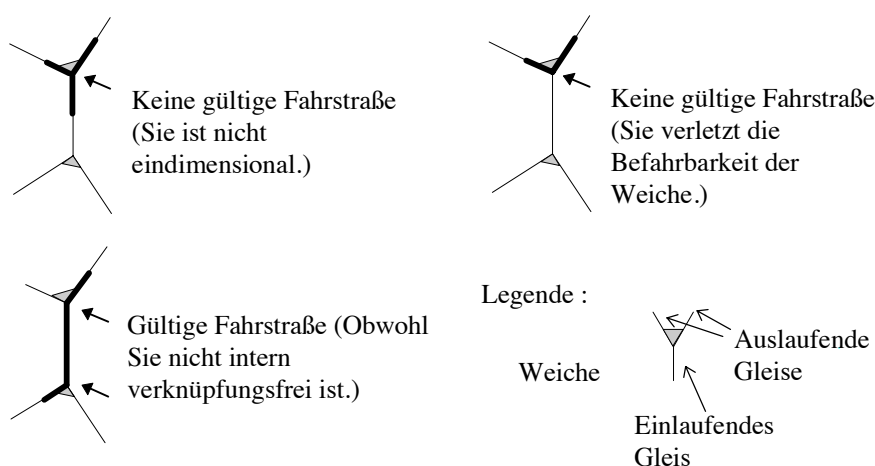 Keine gültige Fahrstraße
(Sie ist nicht
eindimensional.)
Keine gültige Fahrstraße
(Sie verletzt die
Befahrbarkeit der
Weiche.)
Gültige Fahrstraße (Obwohl
Sie nicht intern
verknüpfungsfrei ist.)
Legende :
Weiche
Auslaufende
Gleise
Einlaufendes
Gleis